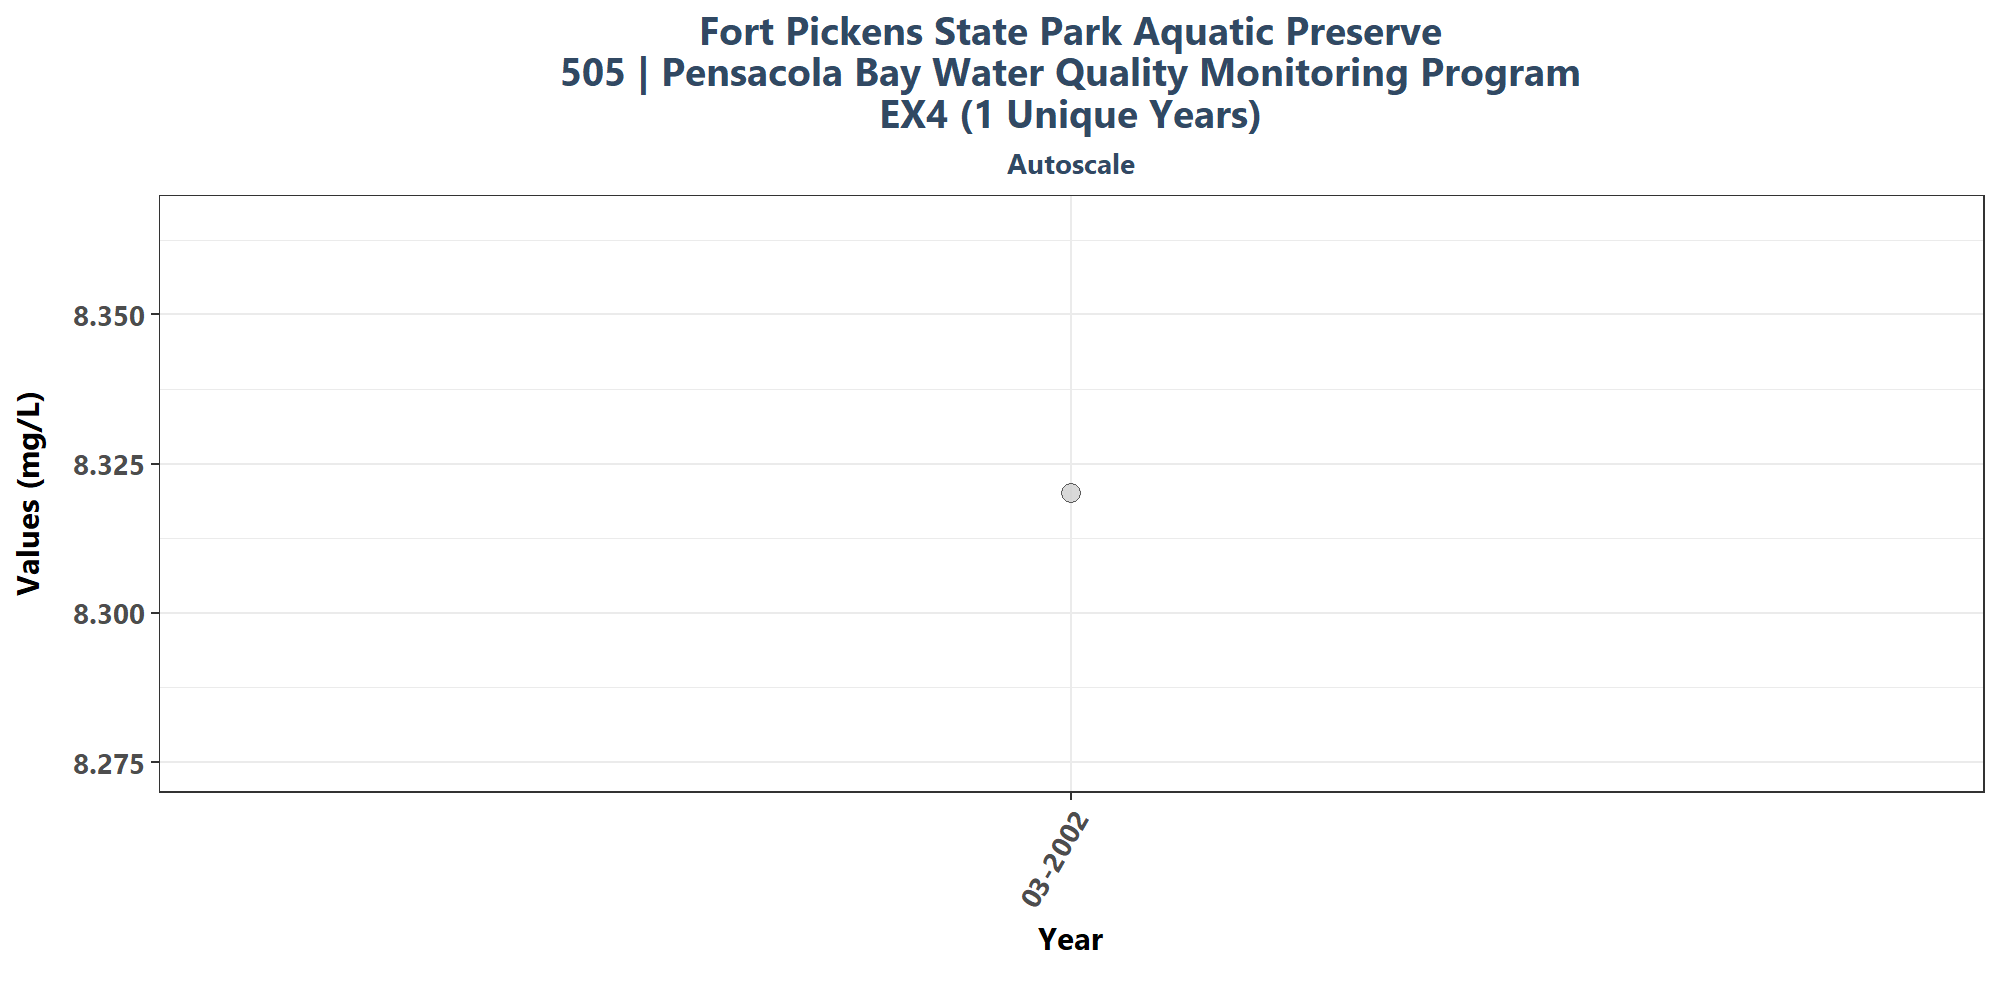 Fort Pickens State Park Aquatic Preserve
505 | Pensacola Bay Water Quality Monitoring Program
EX4 (1 Unique Years)
Autoscale
Values (mg/L)
8.350
8.325
8.300
8.275
03-2002
Year